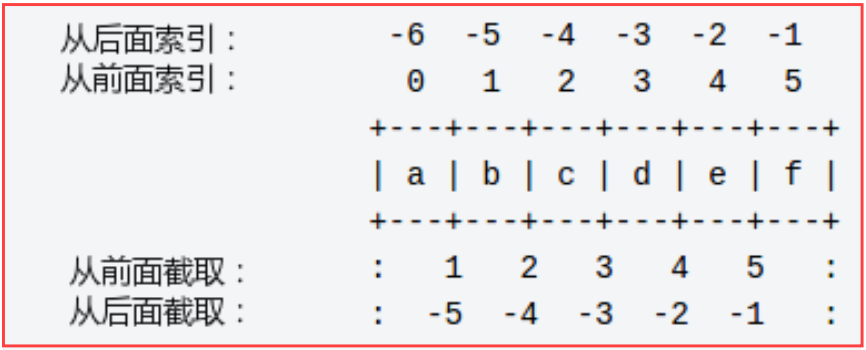 从后面索引： -6 -5 -4 -3 -2 -1
从前面索引： 0 1 2 3 4 5
+---+---+---+---+---+---+
| a | b | c | d | e | f |
+---+---+---+---+---+---+
从前面截取： : 1 2 3 4 5 :
从后面截取： : -5 -4 -3 -2 -1 :